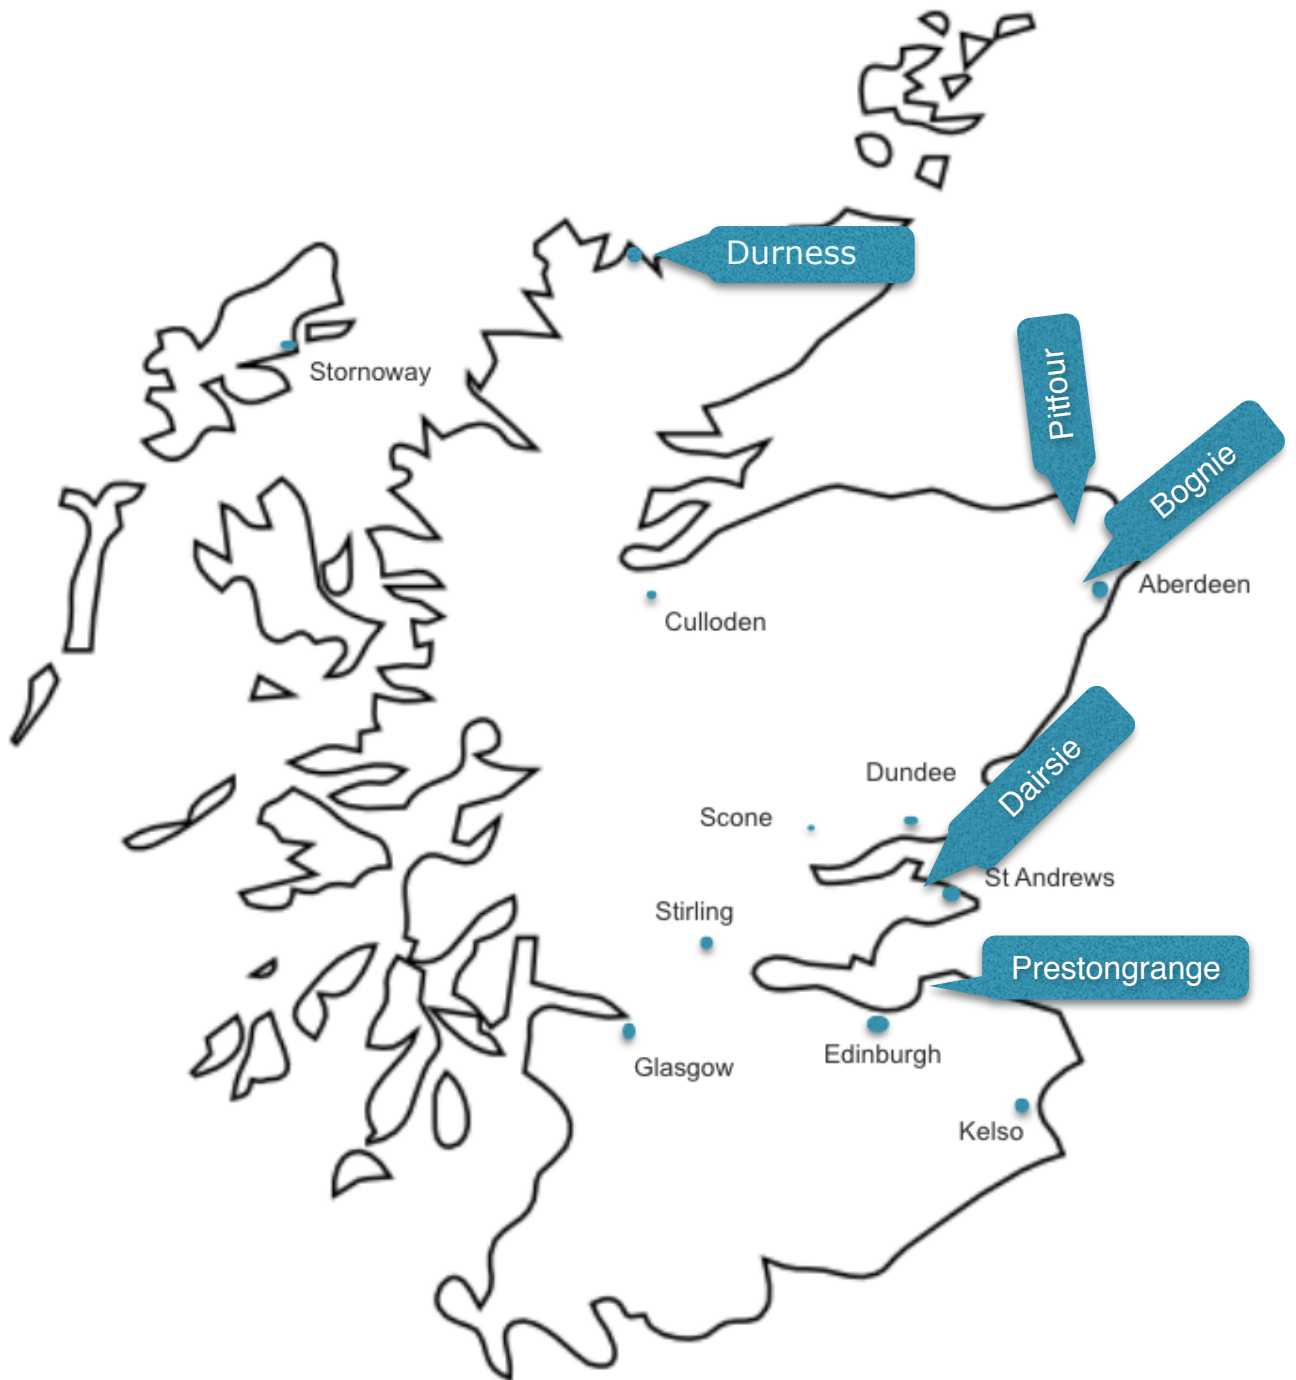 Durness
Pitfour
Stornoway
Bognie
Aberdeen
Culloden
Dairsie
Dundee
Scone
St Andrews
Stirling
Prestongrange
Edinburgh
Glasgow
Kelso